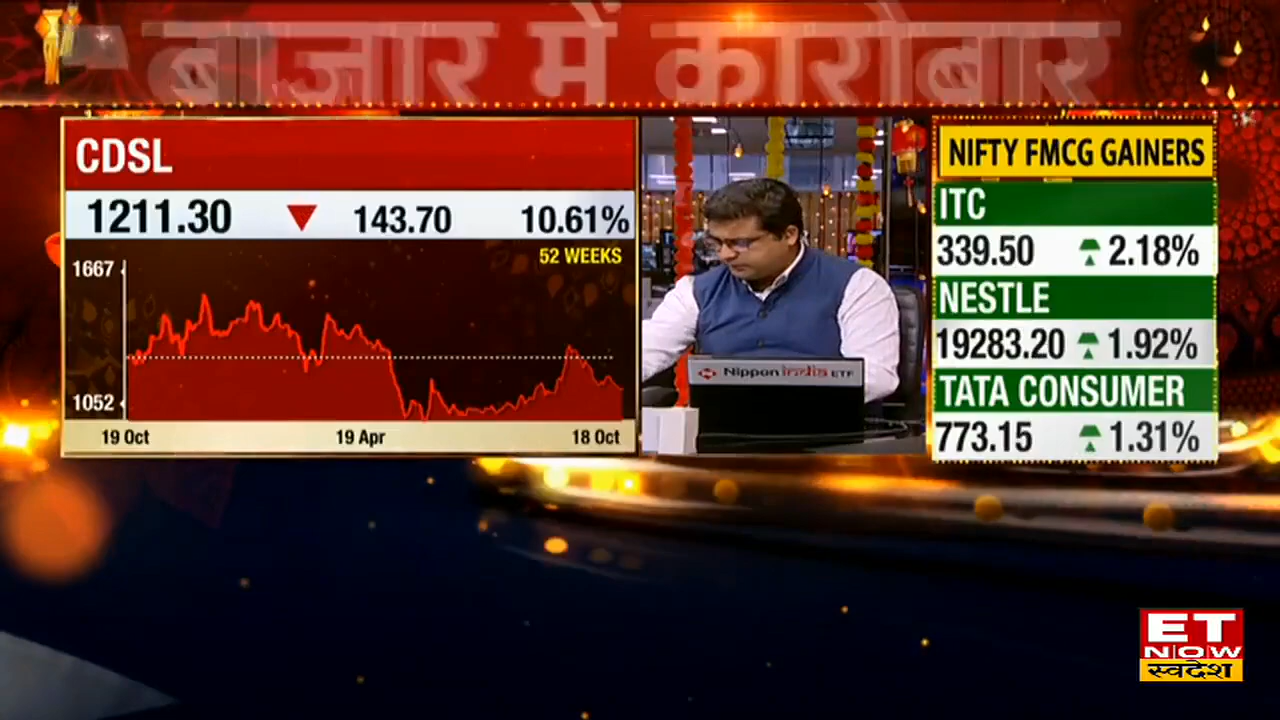 बाज़ार में कारोबार
CDSL
1211.30 ▼ 143.70 10.61%
52 WEEKS
1667
1052
19 Oct 19 Apr 18 Oct
Nippon india ETF
NIFTY FMCG GAINERS
ITC
339.50 2.18%
NESTLE
19283.20 1.92%
TATA CONSUMER
773.15 1.31%
ET
NOW
स्वदेश